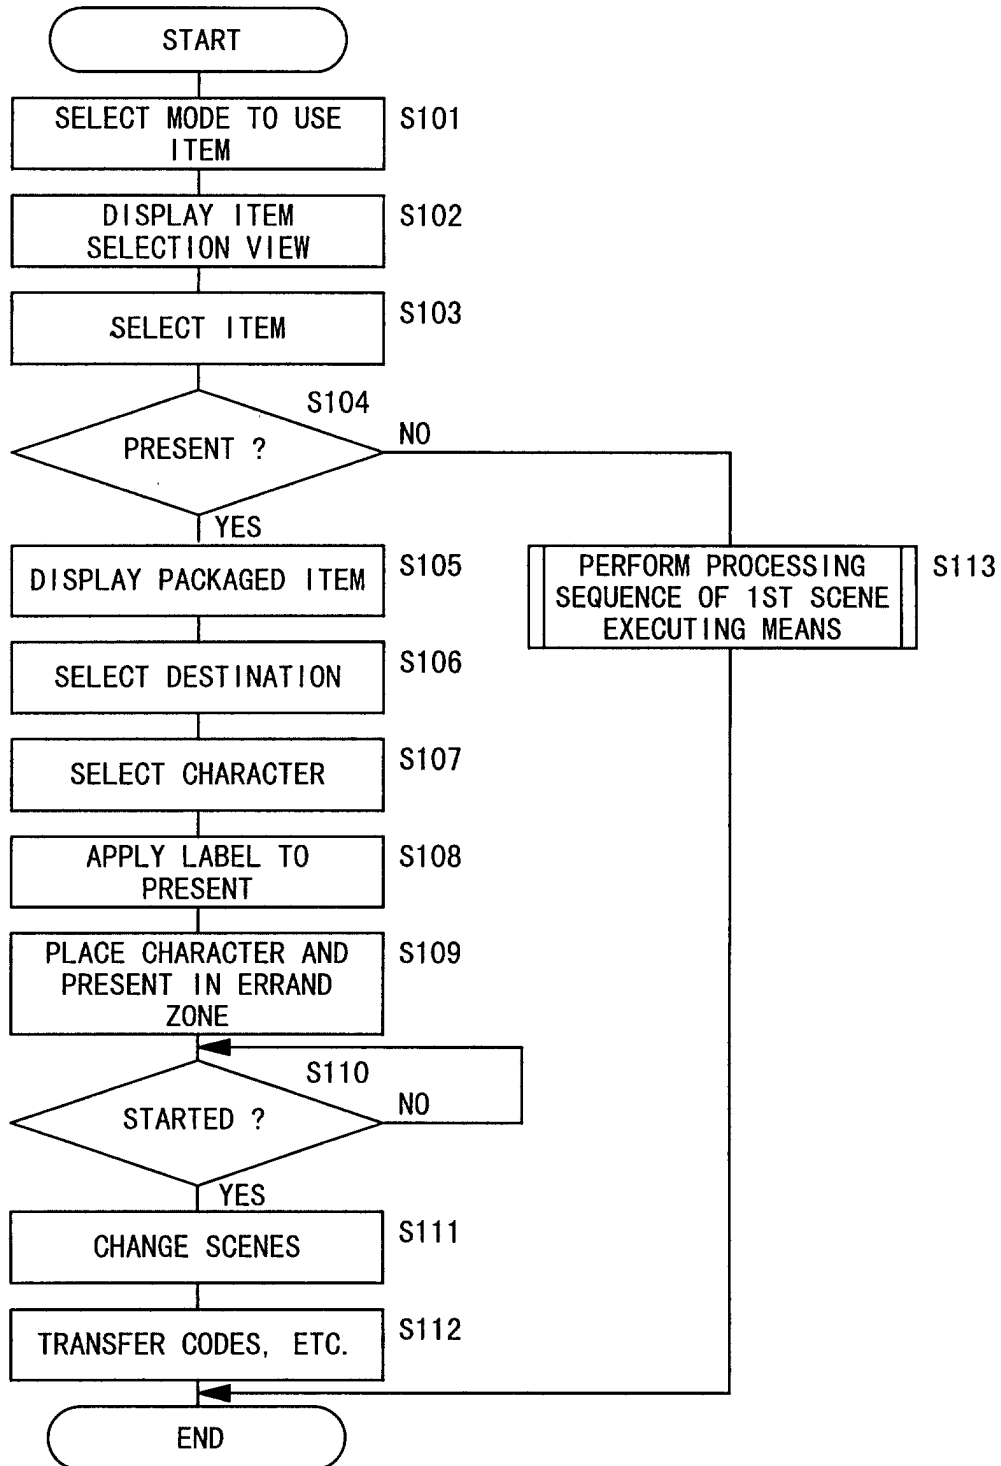 START
SELECT MODE TO USE
ITEM
S101
DISPLAY ITEM
SELECTION VIEW
S102
SELECT ITEM
S103
S104
PRESENT ?
NO
YES
DISPLAY PACKAGED ITEM
S105
PERFORM PROCESSING
SEQUENCE OF 1ST SCENE
EXECUTING MEANS
S113
SELECT DESTINATION
S106
SELECT CHARACTER
S107
APPLY LABEL TO
PRESENT
S108
PLACE CHARACTER AND
PRESENT IN ERRAND
ZONE
S109
S110
STARTED ?
NO
YES
CHANGE SCENES
S111
TRANSFER CODES, ETC.
S112
END